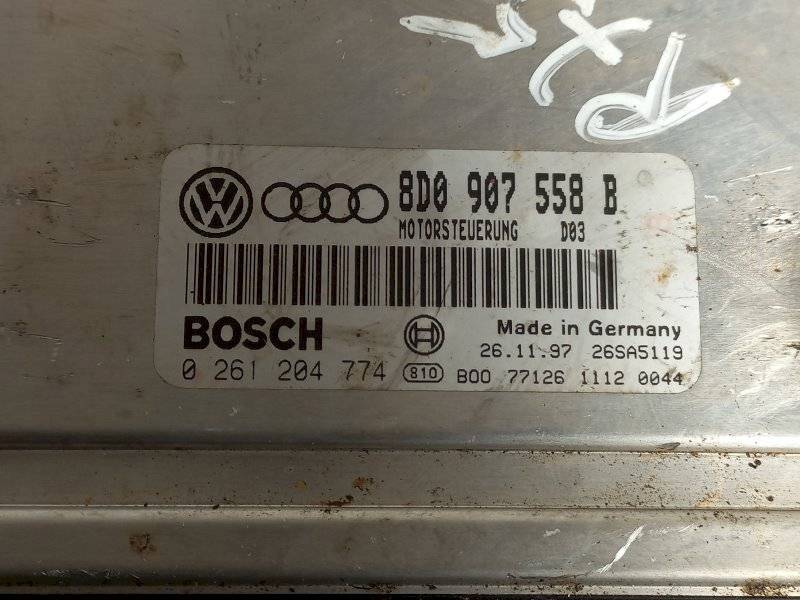 8D0 907 558 B
MOTORSTEUERUNG D03
BOSCH
Made in Germany
26.11.97 26SA5119
0 261 204 774 810 B00 77126 1112 0044